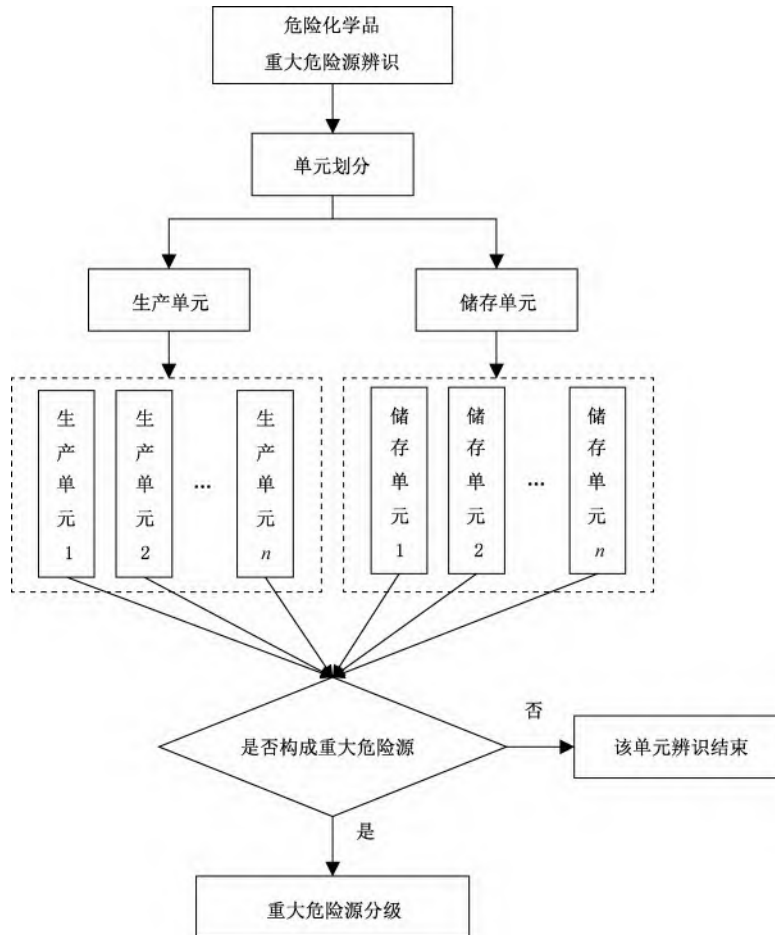 危险化学品
重大危险源辨识
单元划分
生产单元
储存单元
生产单元1
生产单元2
...
生产单元n
储存单元1
储存单元2
...
储存单元n
是否构成重大危险源
否
该单元辨识结束
是
重大危险源分级